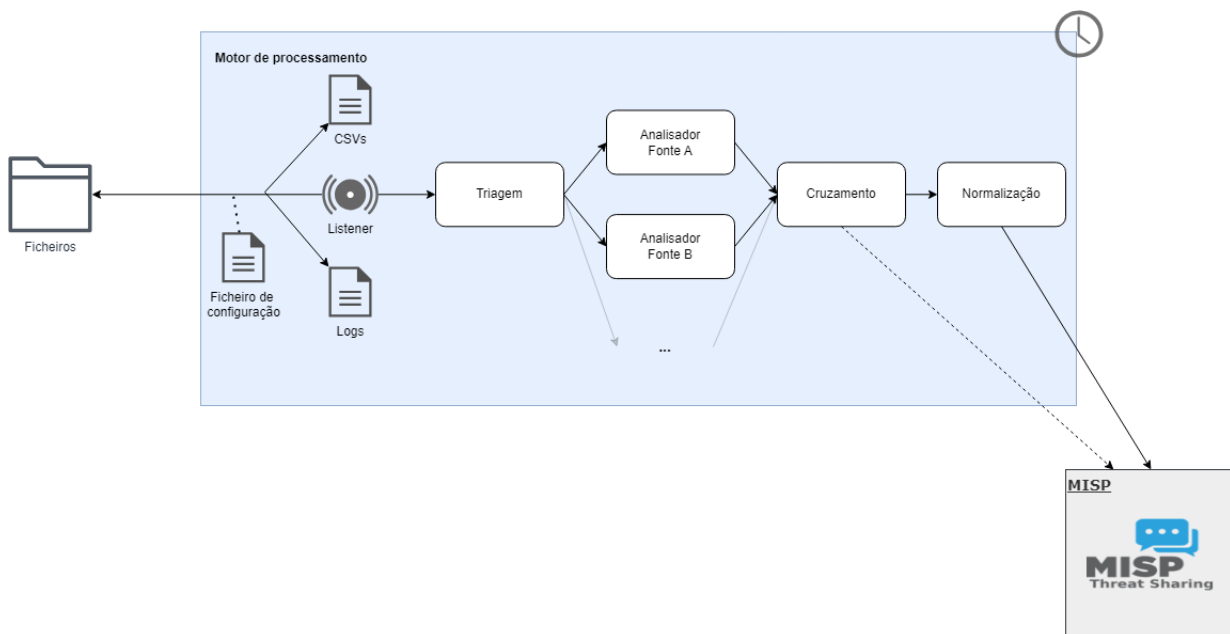 Motor de processamento
CSVs
Ficheiros
Listener
Ficheiro de
configuração
Logs
Triagem
Analisador
Fonte A
Analisador
Fonte B
...
Cruzamento
Normalização
MISP
MISP
Threat Sharing